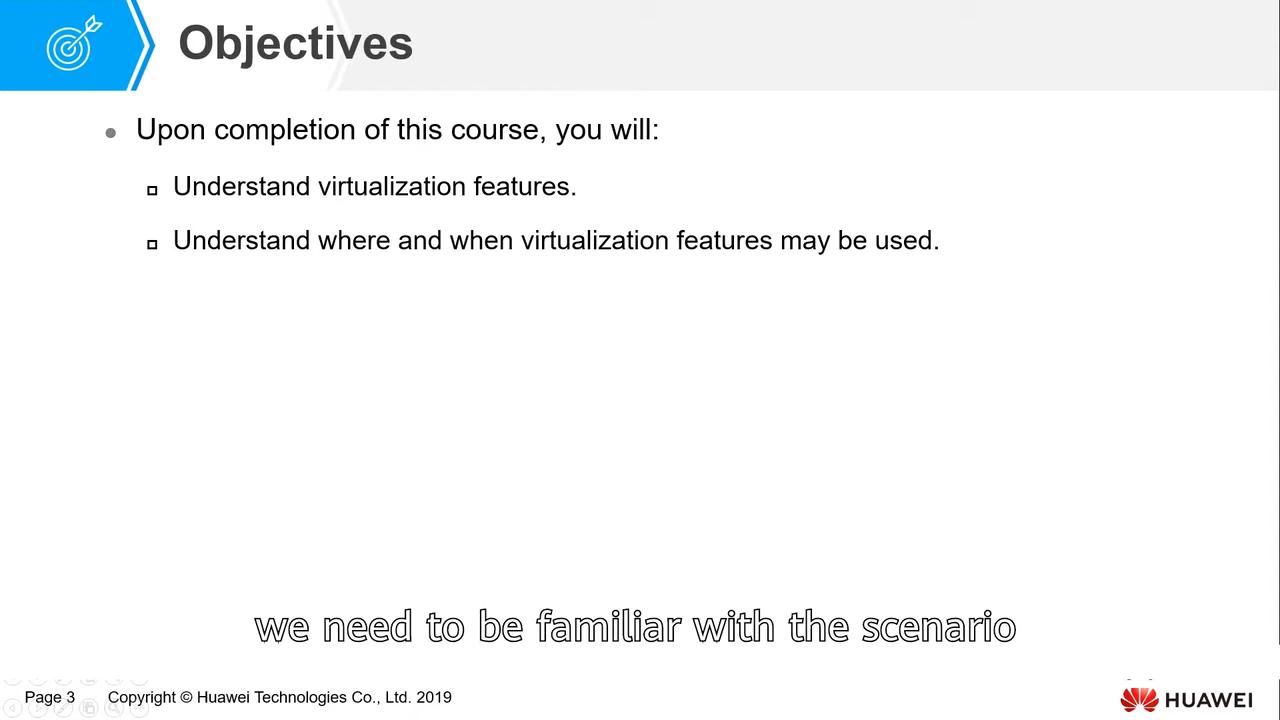 Objectives
Upon completion of this course, you will:
Understand virtualization features.
Understand where and when virtualization features may be used.
we need to be familiar with the scenario
Page 3
Copyright © Huawei Technologies Co., Ltd. 2019
HUAWEI